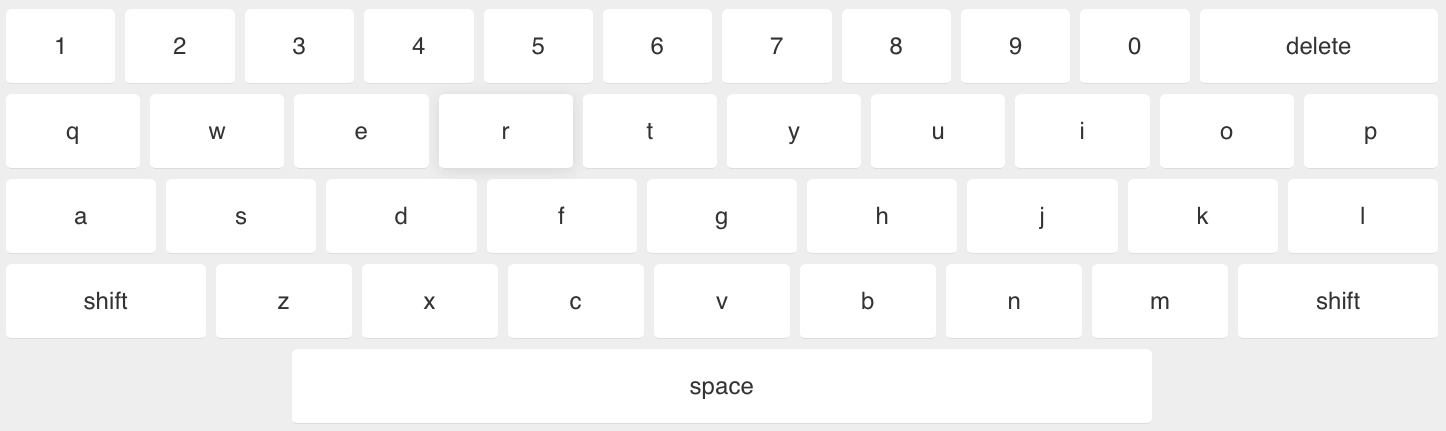 1 2 3 4 5 6 7 8 9 0 delete
q w e r t y u i o p
a s d f g h j k l
shift z x c v b n m shift
space